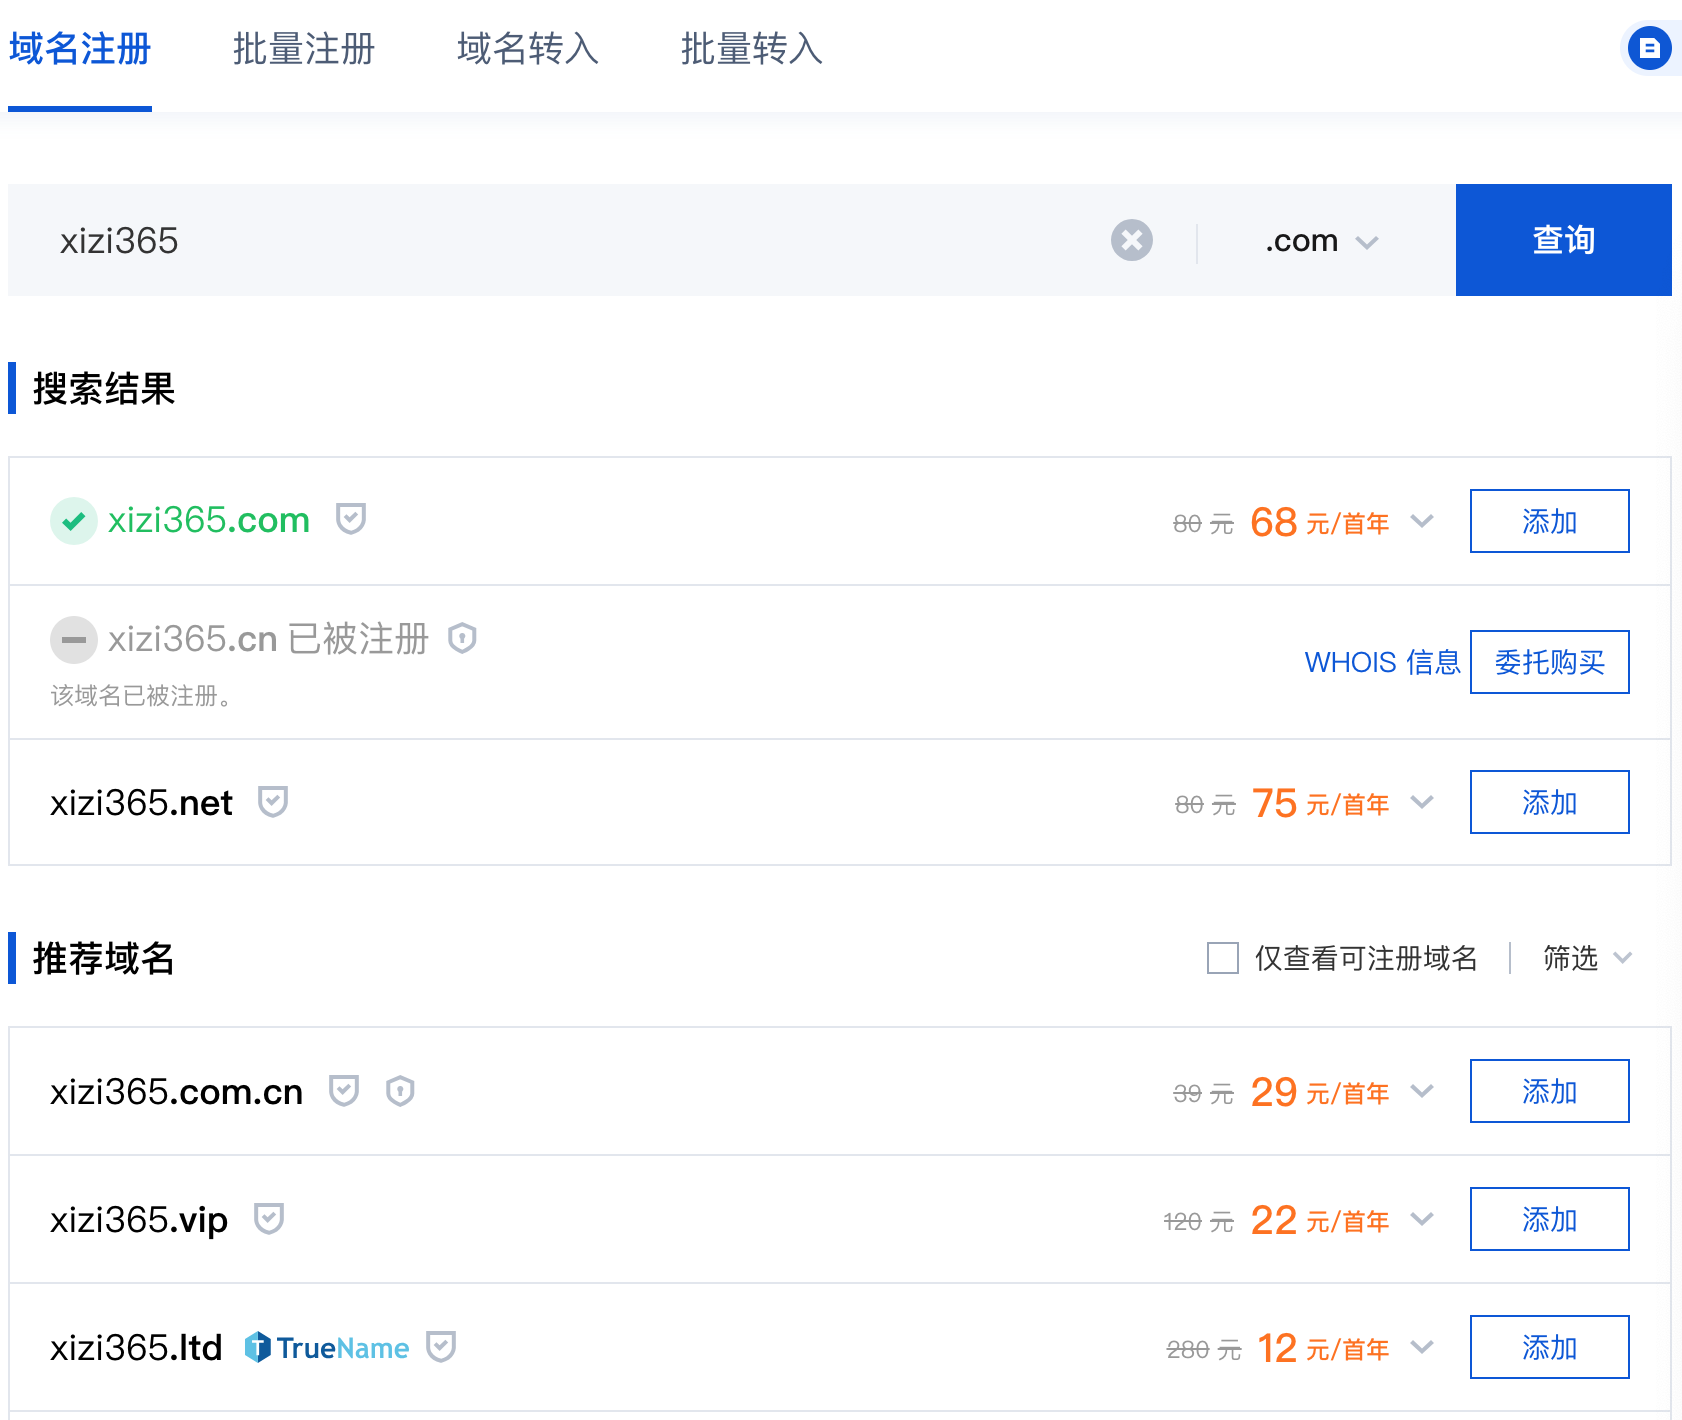 域名注册 批量注册 域名转入 批量转入
xizi365 .com 查询
搜索结果
xizi365.com 80 元 68 元/首年 添加
xizi365.cn 已被注册 WHOIS 信息 委托购买
该域名已被注册。
xizi365.net 80 元 75 元/首年 添加
推荐域名 仅查看可注册域名 筛选
xizi365.com.cn 39 元 29 元/首年 添加
xizi365.vip 120 元 22 元/首年 添加
xizi365.ltd TrueName 280 元 12 元/首年 添加